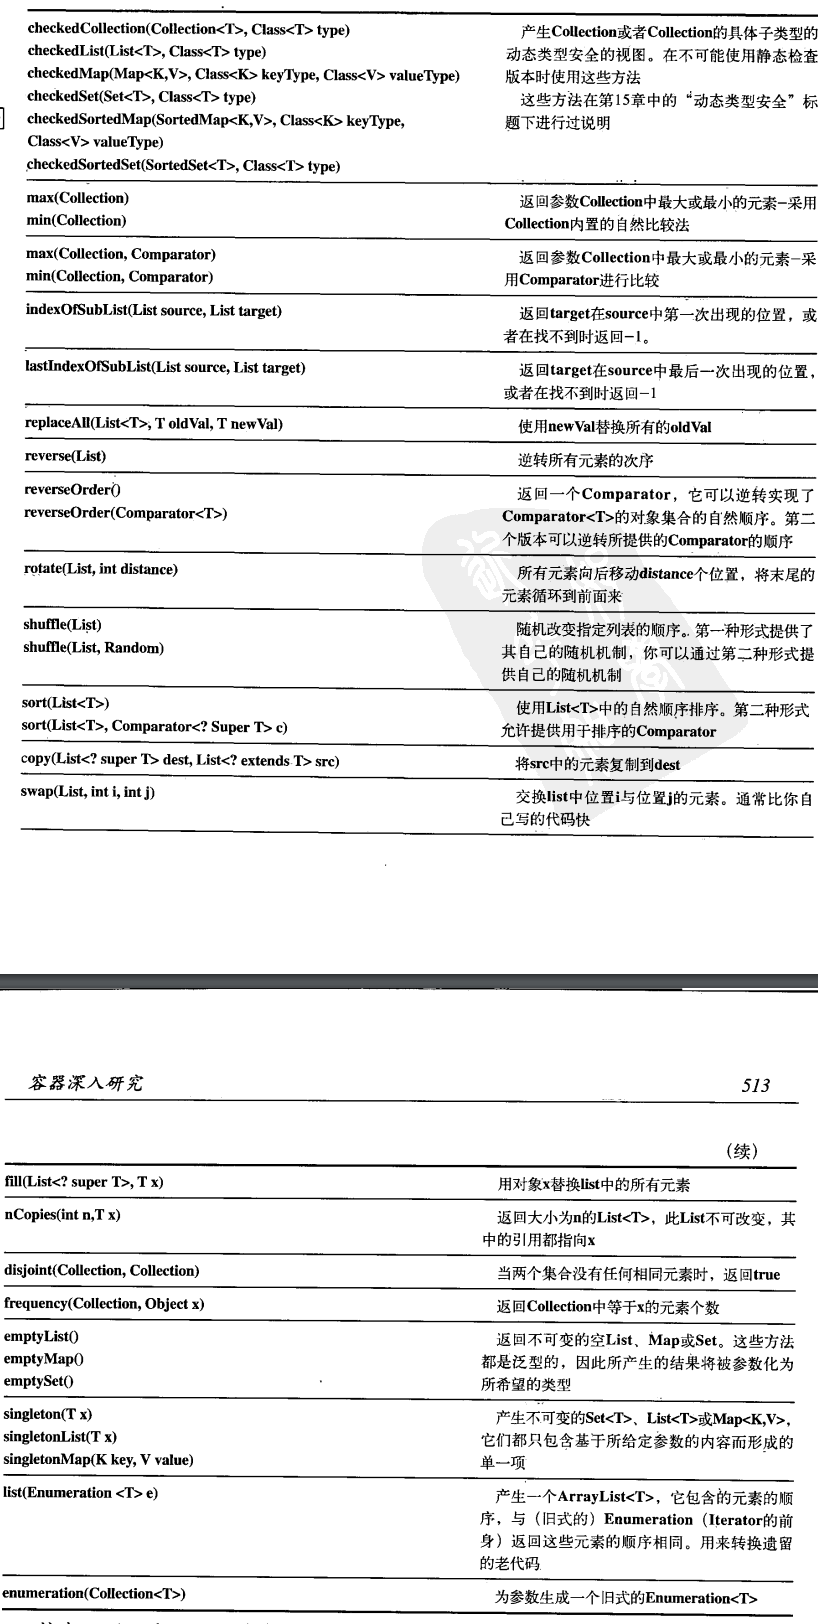 checkedCollection(Collection<T>, Class<T> type)
checkedList(List<T>, Class<T> type)
checkedMap(Map<K,V>, Class<K> keyType, Class<V> valueType)
checkedSet(Set<T>, Class<T> type)
checkedSortedMap(SortedMap<K,V>, Class<K> keyType,
Class<V> valueType)
checkedSortedSet(SortedSet<T>, Class<T> type)
产生Collection或者Collection的具体子类型的
动态类型安全的视图。在不可能使用静态检查
版本时使用这些方法
这些方法在第15章中的“动态类型安全”标
题下进行过说明
max(Collection)
min(Collection)
返回参数Collection中最大或最小的元素—采用
Collection内置的自然比较法
max(Collection, Comparator)
min(Collection, Comparator)
返回参数Collection中最大或最小的元素—采
用Comparator进行比较
indexOfSubList(List source, List target)
返回target在source中第一次出现的位置，或
者在找不到时返回−1。
lastIndexOfSubList(List source, List target)
返回target在source中最后一次出现的位置，
或者在找不到时返回−1
replaceAll(List<T>, T oldVal, T newVal)
使用newVal替换所有的oldVal
reverse(List)
逆转所有元素的次序
reverseOrder()
reverseOrder(Comparator<T>)
返回一个Comparator，它可以逆转实现了
Comparator<T>的对象集合的自然顺序。第二
个版本可以逆转所提供的Comparator的顺序
rotate(List, int distance)
所有元素向后移动distance个位置，将末尾的
元素循环到前面来
shuffle(List)
shuffle(List, Random)
随机改变指定列表的顺序。第一种形式提供了
其自己的随机机制，你可以通过第二种形式提
供自己的随机机制
sort(List<T>)
sort(List<T>, Comparator<? Super T> c)
使用List<T>中的自然顺序排序。第二种形式
允许提供用于排序的Comparator
copy(List<? super T> dest, List<? extends T> src)
将src中的元素复制到dest
swap(List, int i, int j)
交换list中位置i与位置j的元素。通常比你自
己写的代码快
容器深入研究
513
（续）
fill(List<? super T>, T x)
用对象x替换list中的所有元素
nCopies(int n,T x)
返回大小为n的List<T>，此List不可改变，其
中的引用都指向x
disjoint(Collection, Collection)
当两个集合没有任何相同元素时，返回true
frequency(Collection, Object x)
返回Collection中等于x的元素个数
emptyList()
emptyMap()
emptySet()
返回不可变的空List、Map或Set。这些方法
都是泛型的，因此所产生的结果将被参数化为
所希望的类型
singleton(T x)
singletonList(T x)
singletonMap(K key, V value)
产生不可变的Set<T>、List<T>或Map<K,V>，
它们都只包含基于所给定参数的内容而形成的
单一项
list(Enumeration <T> e)
产生一个ArrayList<T>，它包含的元素的顺
序，与（旧式的）Enumeration（Iterator的前
身）返回这些元素的顺序相同。用来转换遗留
的老代码
enumeration(Collection<T>)
为参数生成一个旧式的Enumeration<T>